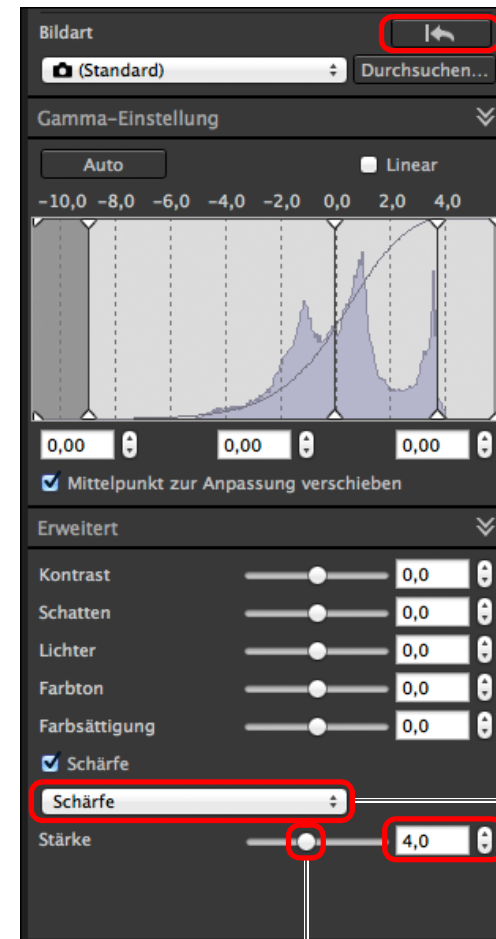 Bildart
(Standard) Durchsuchen...
Gamma-Einstellung
Auto Linear
-10,0 -8,0 -6,0 -4,0 -2,0 0,0 2,0 4,0
0,00 0,00 0,00
Mittelpunkt zur Anpassung verschieben
Erweitert
Kontrast 0,0
Schatten 0,0
Lichter 0,0
Farbton 0,0
Farbsättigung 0,0
Schärfe
Schärfe
Stärke 4,0